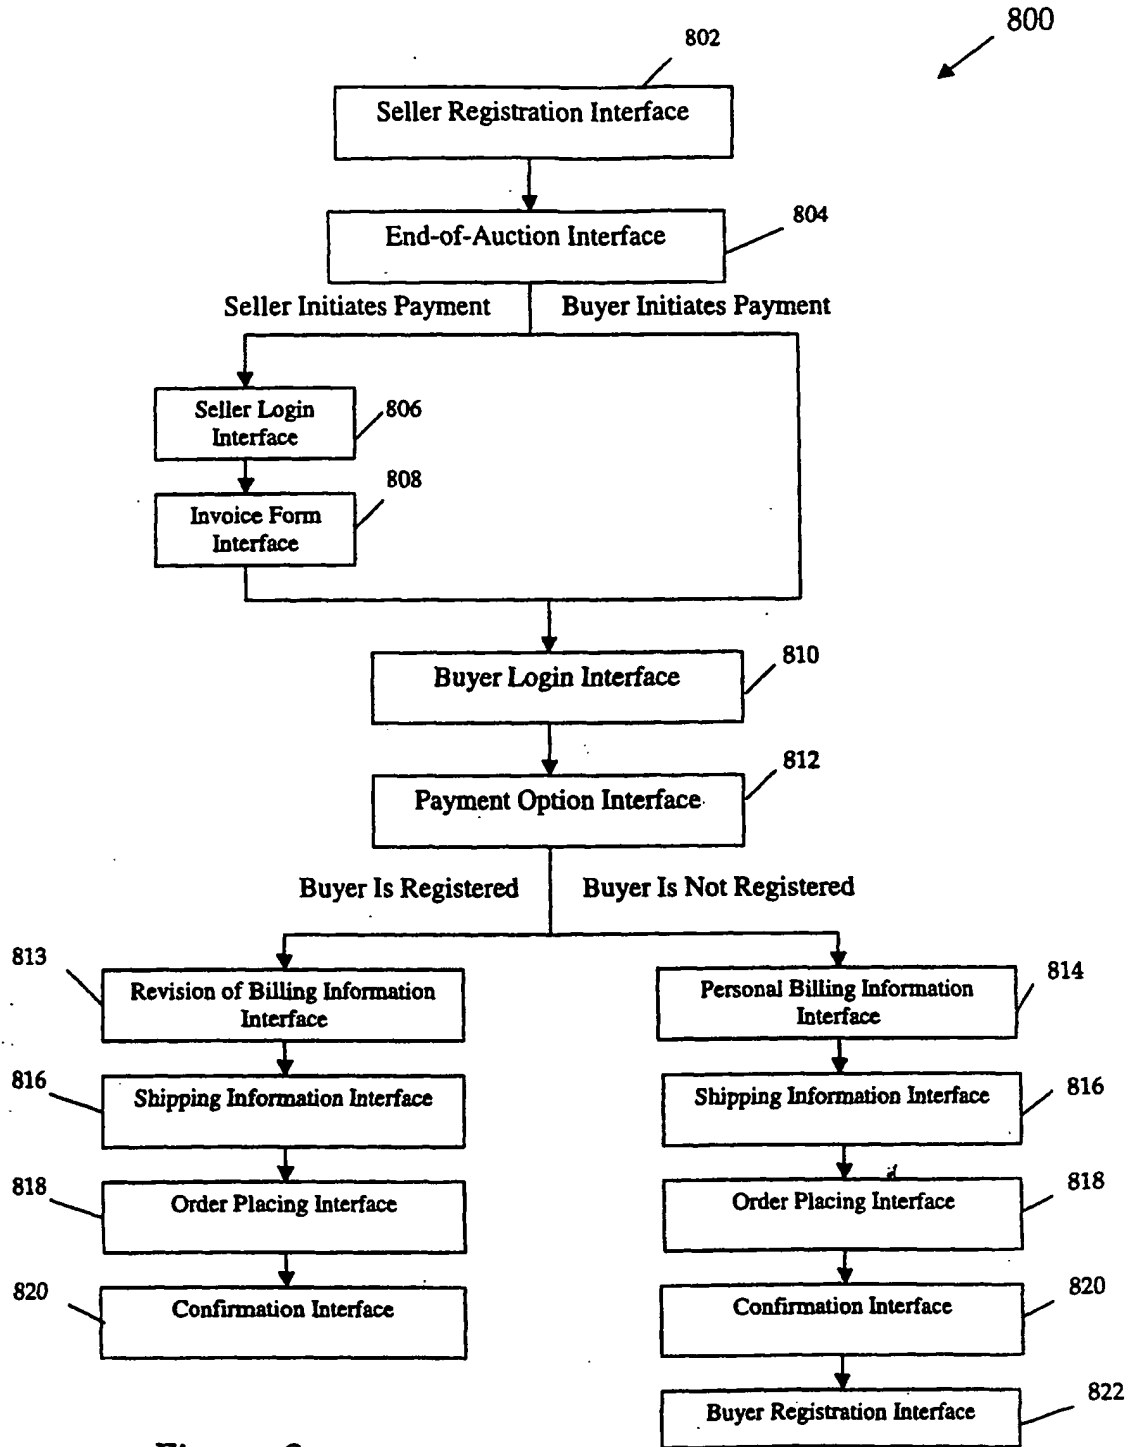 800
802
Seller Registration Interface
804
End-of-Auction Interface
Seller Initiates Payment
Buyer Initiates Payment
Seller Login
Interface
806
808
Invoice Form
Interface
810
Buyer Login Interface
812
Payment Option Interface
Buyer Is Registered
Buyer Is Not Registered
813
Revision of Billing Information
Interface
814
Personal Billing Information
Interface
816
Shipping Information Interface
Shipping Information Interface
816
818
Order Placing Interface
Order Placing Interface
818
820
Confirmation Interface
Confirmation Interface
820
822
Buyer Registration Interface